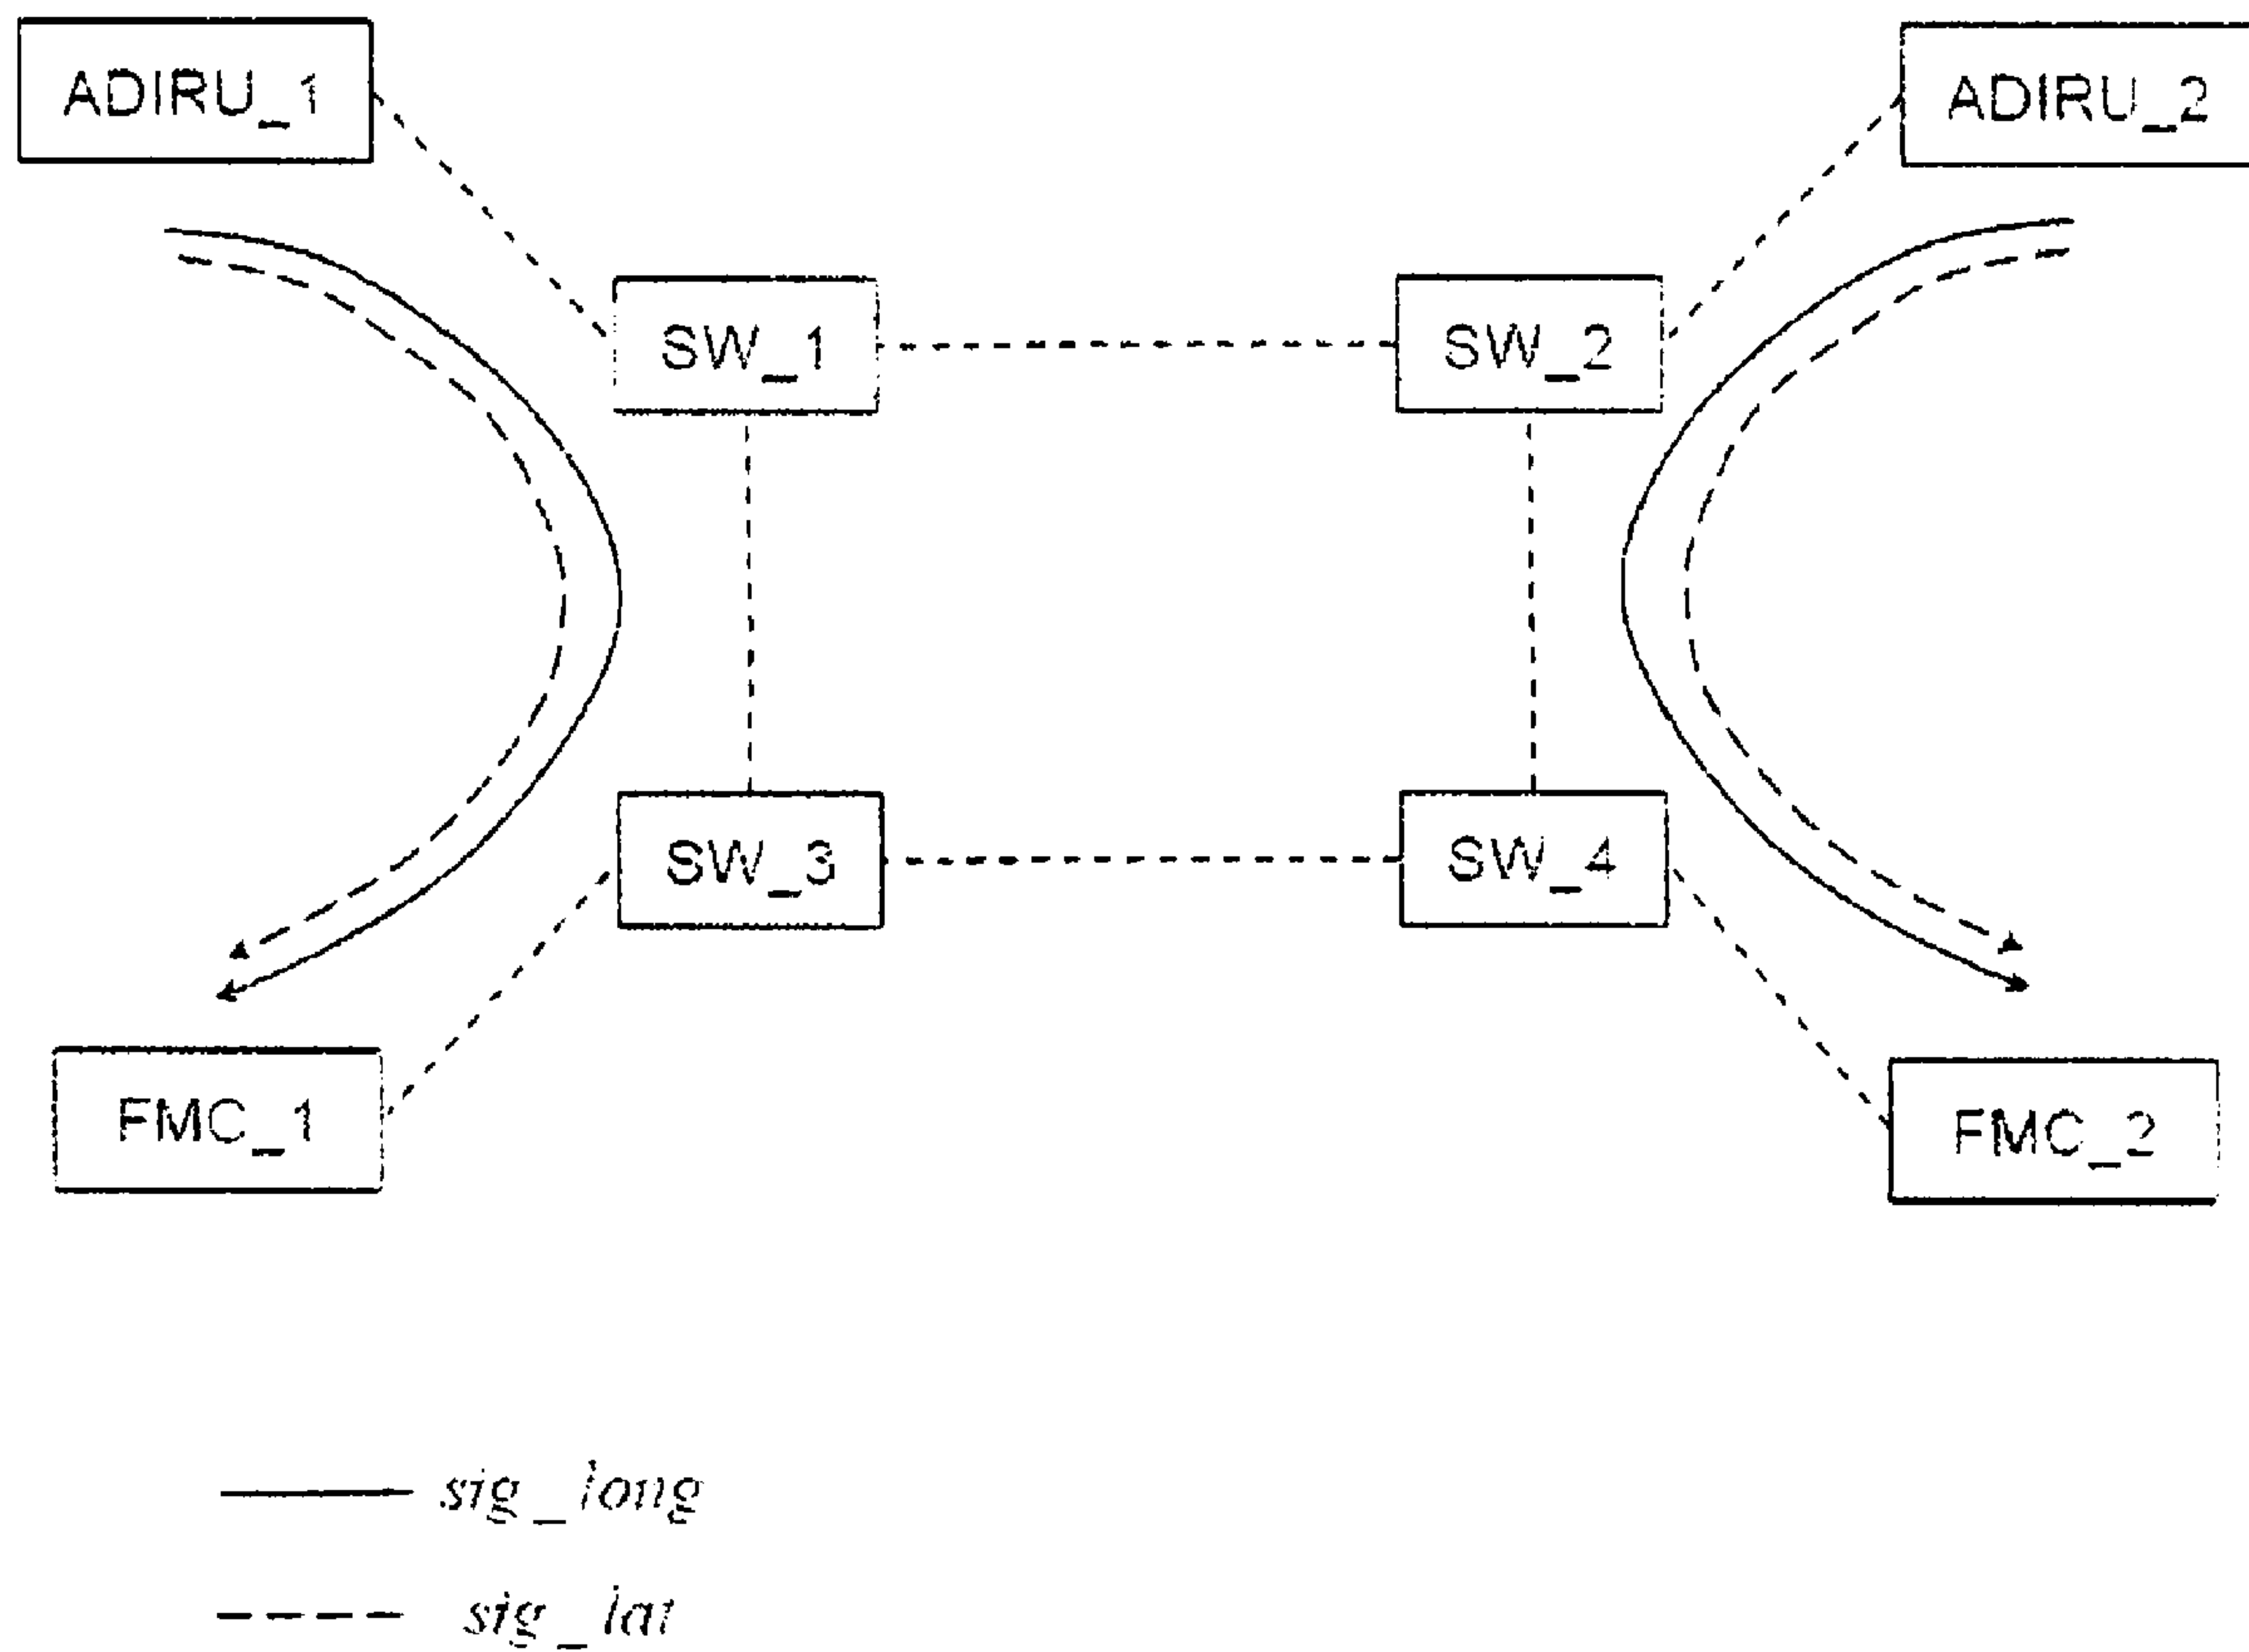 ADIRU_1
ADIRU_2
SW_1
SW_2
SW_3
SW_4
FMC_1
FMC_2
sig_long
sig_lat